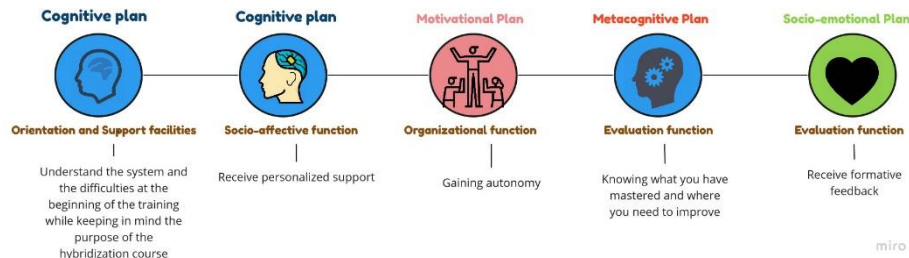 Cognitive plan
Cognitive plan
Motivational Plan
Metacognitive Plan
Socio-emotional Plan
Orientation and Support facilities
Socio-affective function
Organizational function
Evaluation function
Evaluation function
Understand the system and
the difficulties at the
beginning of the training
while keeping in mind the
purpose of the
hybridization course
Receive personalized support
Gaining autonomy
Knowing what you have
mastered and where
you need to improve
Receive formative
feedback
miro